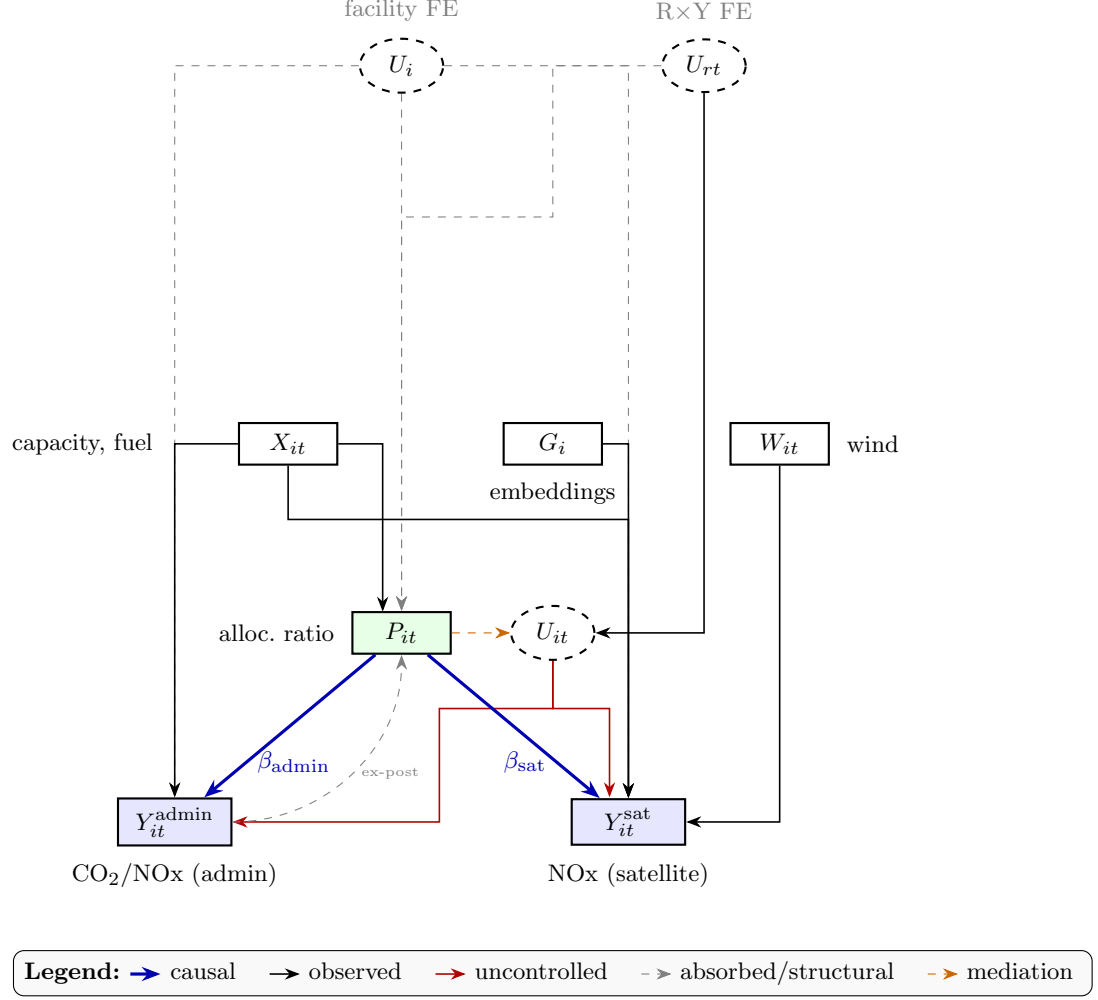 facility FE
R×Y FE
U_i
U_rt
capacity, fuel
X_it
G_i
W_it
wind
embeddings
alloc. ratio
P_it
U_it
β_admin
ex-post
β_sat
Y_it^admin
Y_it^sat
CO₂/NOx (admin)
NOx (satellite)
Legend: causal observed uncontrolled absorbed/structural mediation